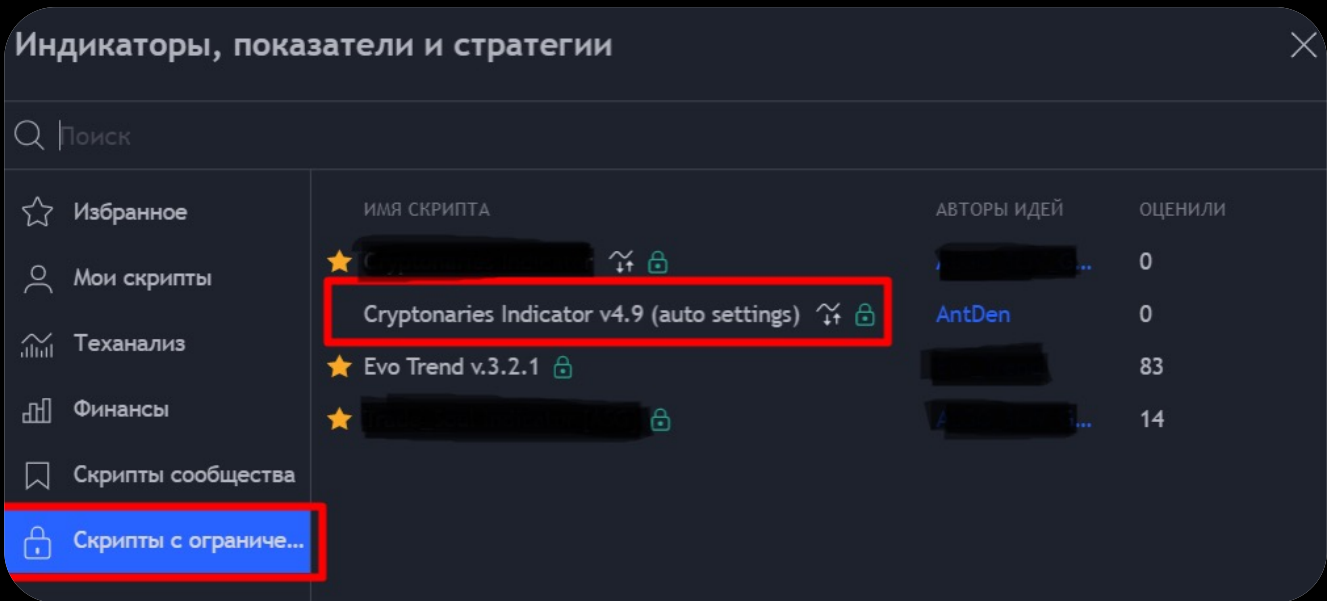 Индикаторы, показатели и стратегии
Поиск
Избранное
Мои скрипты
Теханализ
Финансы
Скрипты сообщества
Скрипты с ограниче...
ИМЯ СКРИПТА АВТОРЫ ИДЕЙ ОЦЕНИЛИ
0
Cryptonaries Indicator v4.9 (auto settings) AntDen 0
Evo Trend v.3.2.1 83
14